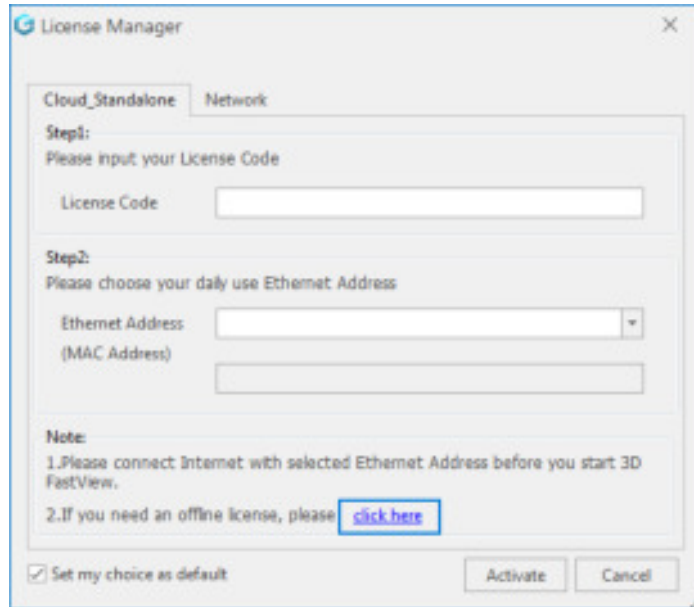 License Manager
Cloud_Standalone Network
Step1:
Please input your License Code
License Code
Step2:
Please choose your daily use Ethernet Address
Ethernet Address
(MAC Address)
Note:
1.Please connect Internet with selected Ethernet Address before you start 3D
FastView.
2.If you need an offline license, please click here
Set my choice as default Activate Cancel